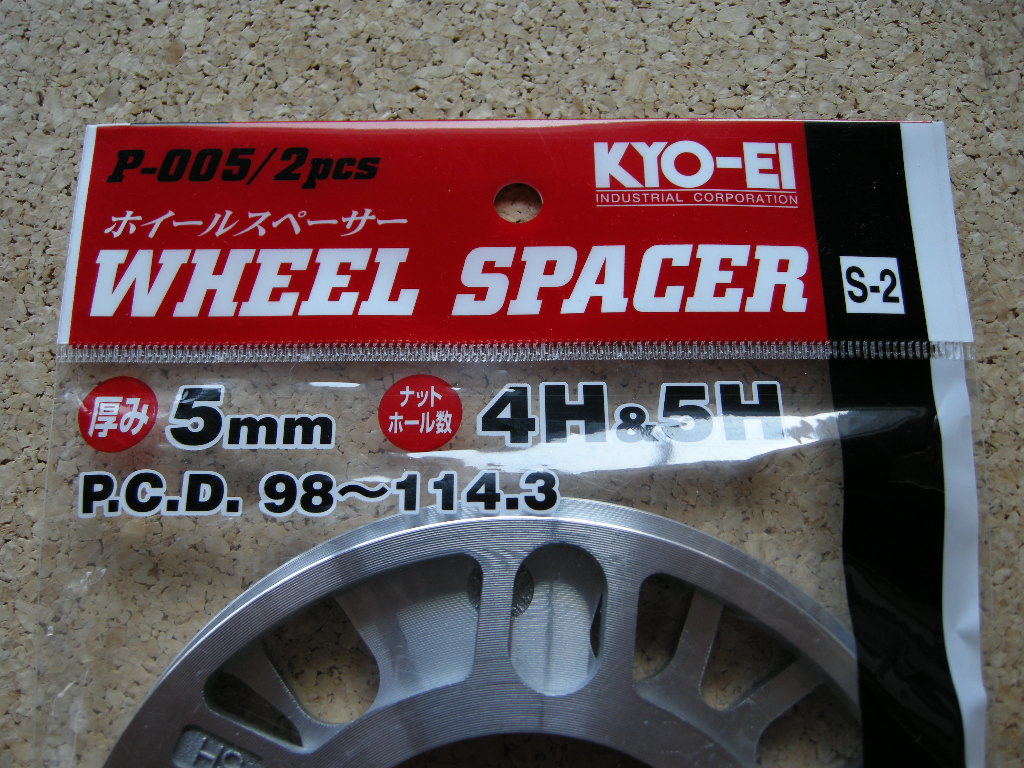 P-005/2pcs
KYO-EI
INDUSTRIAL CORPORATION
ホイールスペーサー
WHEEL SPACER
S-2
厚み 5mm
ナット
ホール数
4H&5H
P.C.D. 98〜114.3